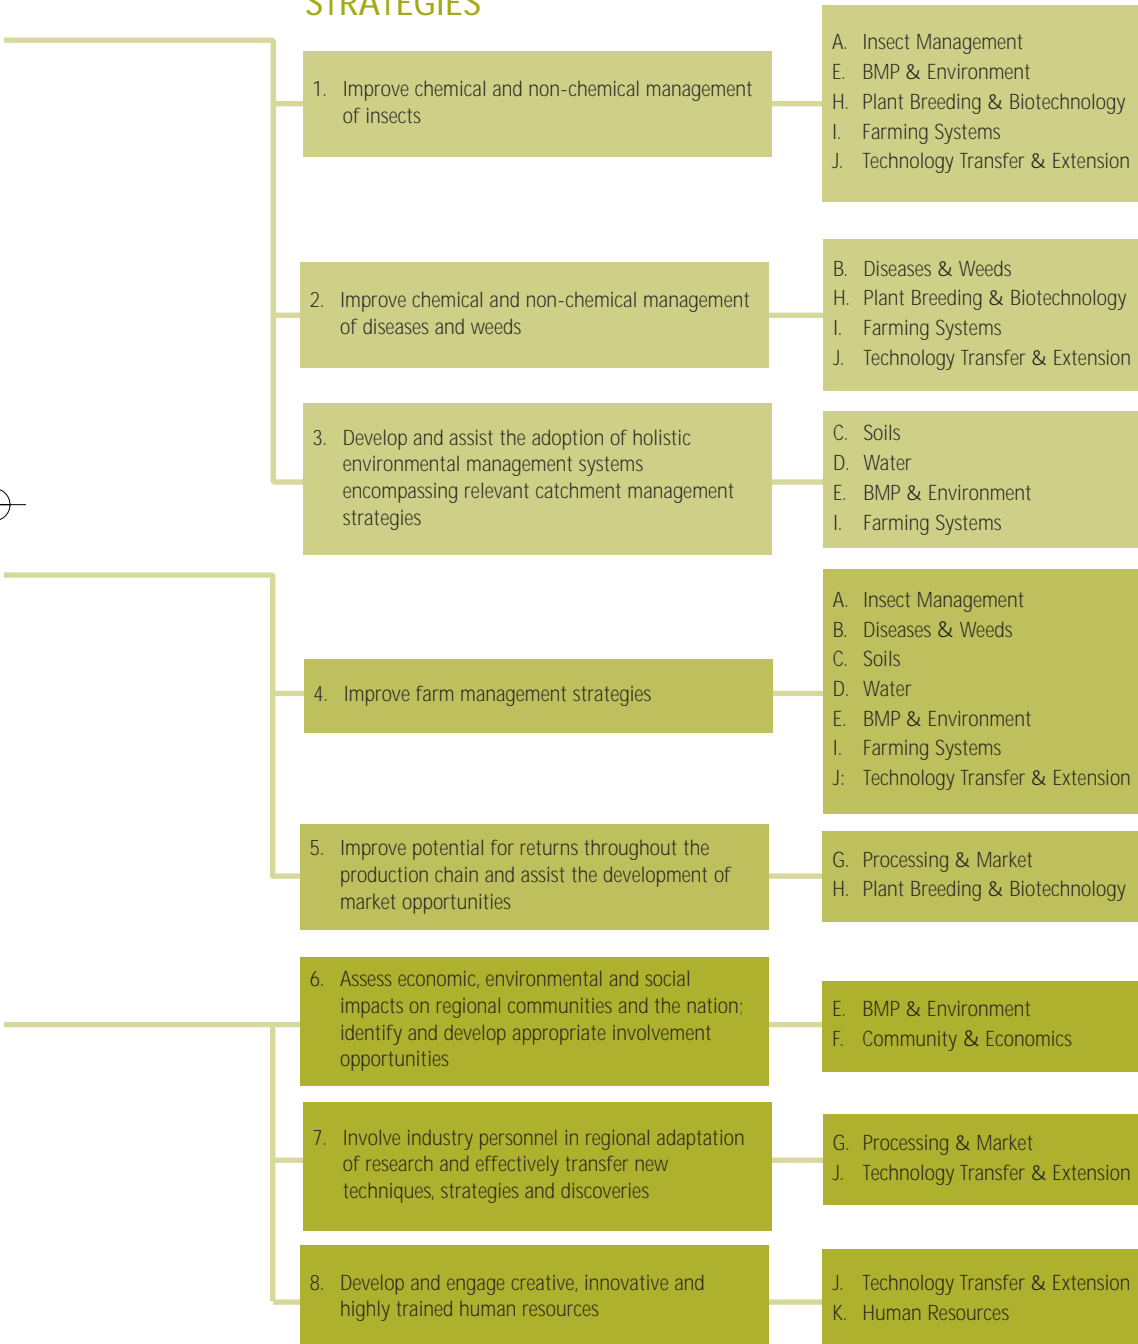 STRATEGIES
1. Improve chemical and non-chemical management
of insects
A. Insect Management
E. BMP & Environment
H. Plant Breeding & Biotechnology
I. Farming Systems
J. Technology Transfer & Extension
2. Improve chemical and non-chemical management
of diseases and weeds
B. Diseases & Weeds
H. Plant Breeding & Biotechnology
I. Farming Systems
J. Technology Transfer & Extension
3. Develop and assist the adoption of holistic
environmental management systems
encompassing relevant catchment management
strategies
C. Soils
D. Water
E. BMP & Environment
I. Farming Systems
4. Improve farm management strategies
A. Insect Management
B. Diseases & Weeds
C. Soils
D. Water
E. BMP & Environment
I. Farming Systems
J: Technology Transfer & Extension
5. Improve potential for returns throughout the
production chain and assist the development of
market opportunities
G. Processing & Market
H. Plant Breeding & Biotechnology
6. Assess economic, environmental and social
impacts on regional communities and the nation;
identify and develop appropriate involvement
opportunities
E. BMP & Environment
F. Community & Economics
7. Involve industry personnel in regional adaptation
of research and effectively transfer new
techniques, strategies and discoveries
G. Processing & Market
J. Technology Transfer & Extension
8. Develop and engage creative, innovative and
highly trained human resources
J. Technology Transfer & Extension
K. Human Resources